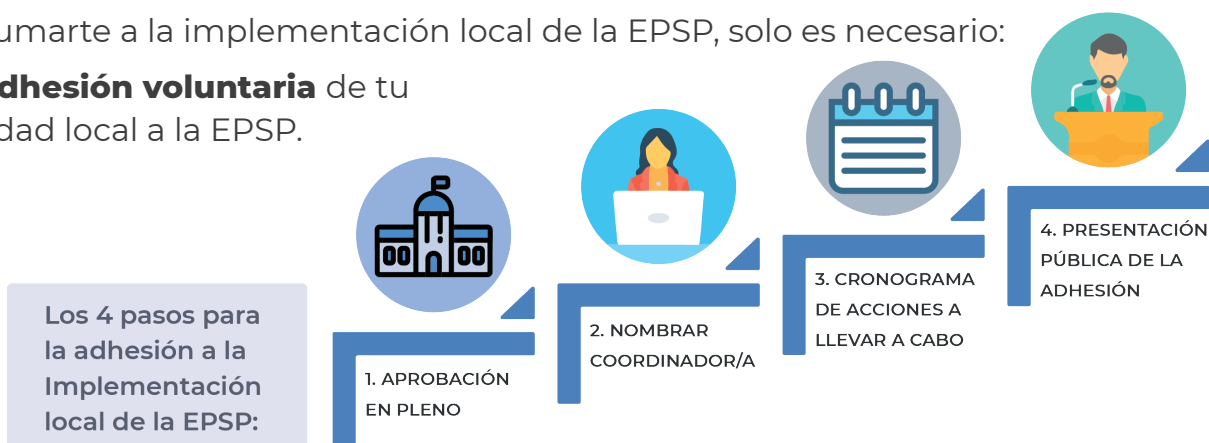 umarte a la implementación local de la EPSP, solo es necesario:
dhesión voluntaria de tu
dad local a la EPSP.
Los 4 pasos para
la adhesión a la
Implementación
local de la EPSP:
1. APROBACIÓN
EN PLENO
2. NOMBRAR
COORDINADOR/A
3. CRONOGRAMA
DE ACCIONES A
LLEVAR A CABO
4. PRESENTACIÓN
PÚBLICA DE LA
ADHESIÓN